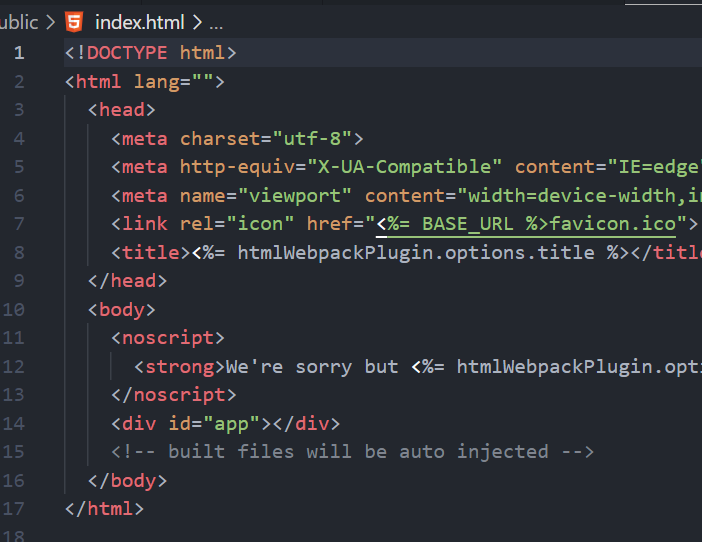 ublic > index.html > ...
1 <!DOCTYPE html>
2 <html lang="">
3 <head>
4 <meta charset="utf-8">
5 <meta http-equiv="X-UA-Compatible" content="IE=edge"
6 <meta name="viewport" content="width=device-width,in
7 <link rel="icon" href="<%= BASE_URL %>favicon.ico">
8 <title><%= htmlWebpackPlugin.options.title %></title
9 </head>
10 <body>
11 <noscript>
12 <strong>We're sorry but <%= htmlWebpackPlugin.opti
13 </noscript>
14 <div id="app"></div>
15 <!-- built files will be auto injected -->
16 </body>
17 </html>
18